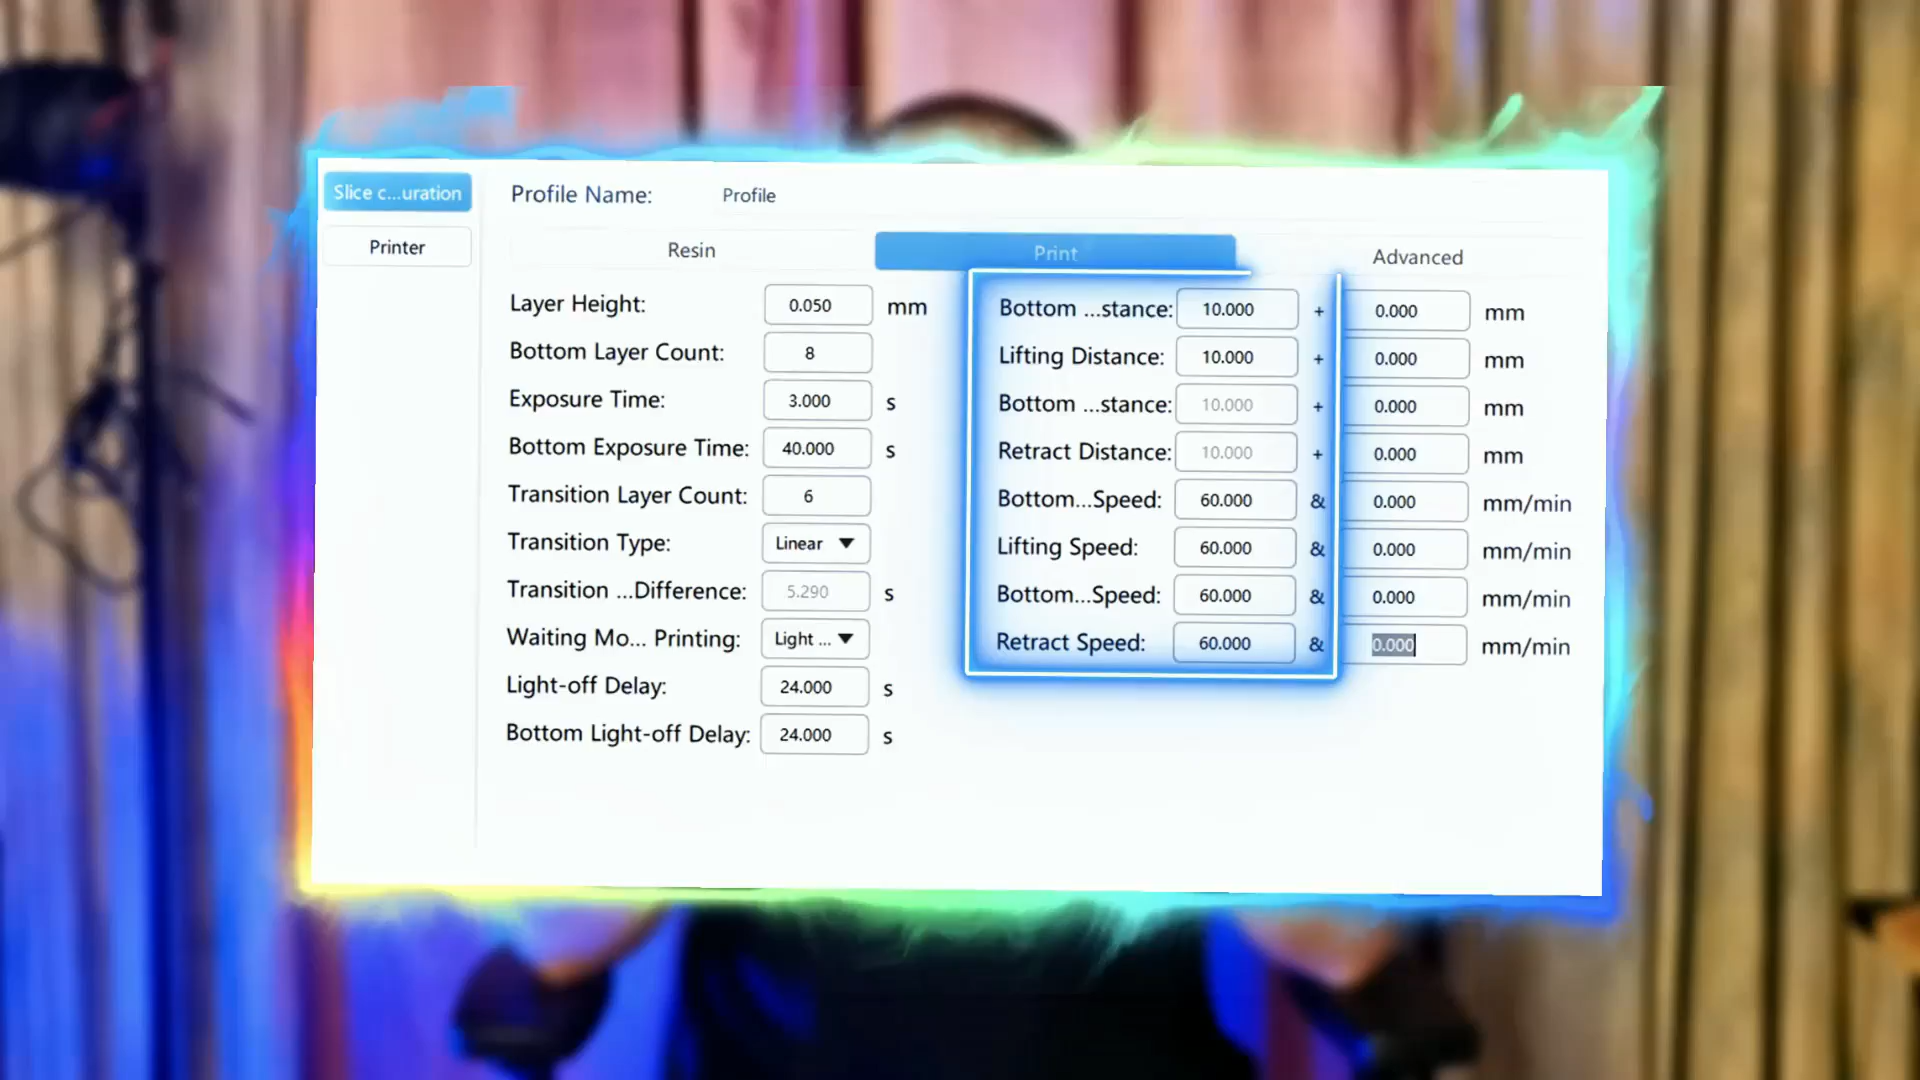 Slice c...uration
Printer
Profile Name: Profile
Resin Print Advanced
Layer Height: 0.050 mm
Bottom Layer Count: 8
Exposure Time: 3.000 s
Bottom Exposure Time: 40.000 s
Transition Layer Count: 6
Transition Type: Linear
Transition ...Difference: 5.290 s
Waiting Mo... Printing: Light ...
Light-off Delay: 24.000 s
Bottom Light-off Delay: 24.000 s
Bottom ...stance: 10.000 + 0.000 mm
Lifting Distance: 10.000 + 0.000 mm
Bottom ...stance: 10.000 + 0.000 mm
Retract Distance: 10.000 + 0.000 mm
Bottom...Speed: 60.000 & 0.000 mm/min
Lifting Speed: 60.000 & 0.000 mm/min
Bottom...Speed: 60.000 & 0.000 mm/min
Retract Speed: 60.000 & 0.000 mm/min